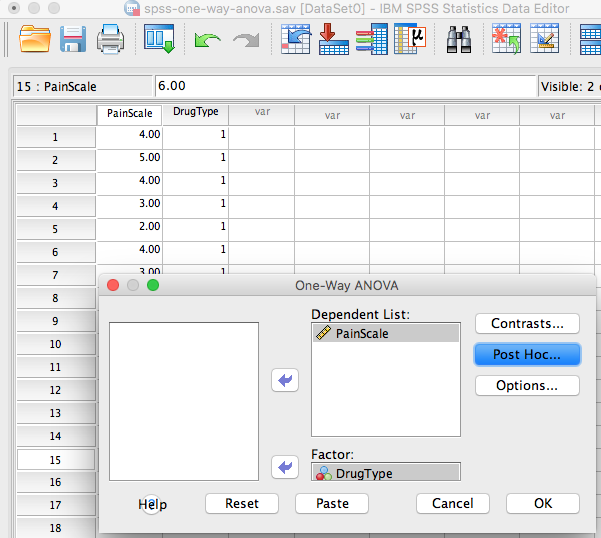 spss-one-way-anova.sav [DataSet0] - IBM SPSS Statistics Data Editor
15 : PainScale 6.00 Visible: 2
PainScale DrugType var var var var var
1 4.00 1
2 5.00 1
3 4.00 1
4 3.00 1
5 2.00 1
6 4.00 1
7 3.00 1
8
9
10
11
12
13
14
15
16
17
18
One-Way ANOVA
Dependent List:
PainScale
Contrasts...
Post Hoc...
Options...
Factor:
DrugType
Help Reset Paste Cancel OK